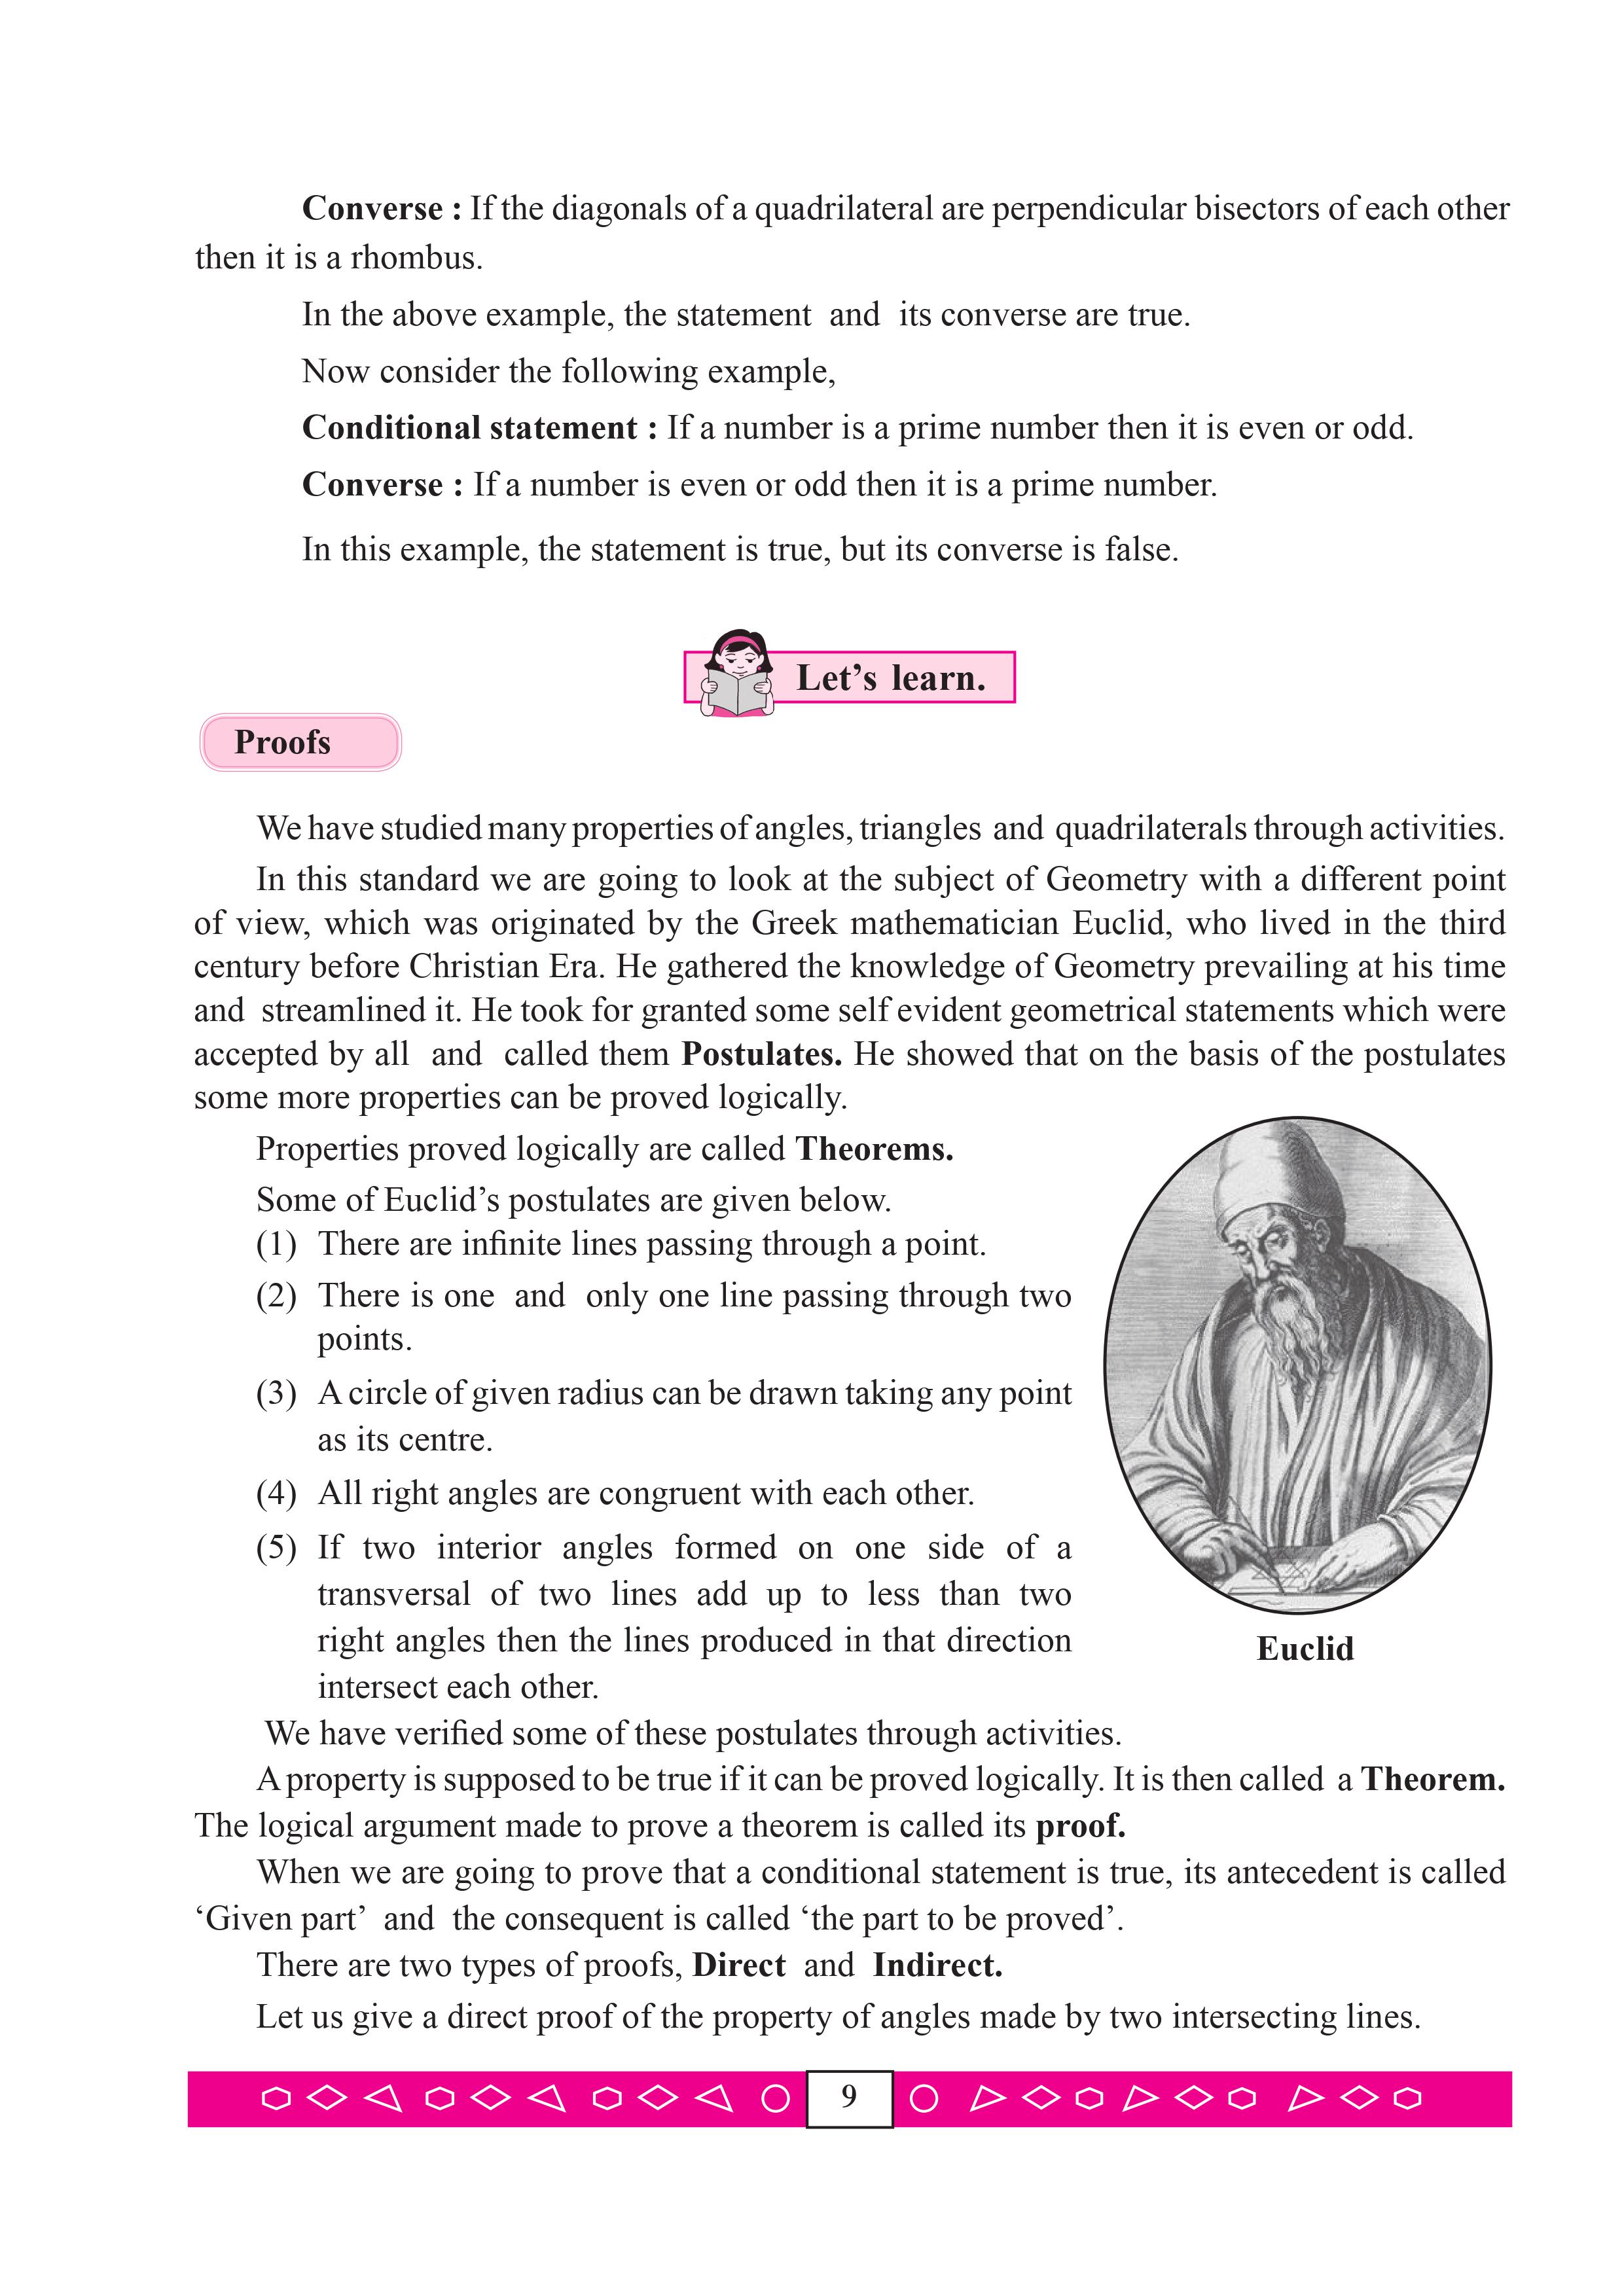 Converse : If the diagonals of a quadrilateral are perpendicular bisectors of each other
then it is a rhombus.
In the above example, the statement and its converse are true.
Now consider the following example,
Conditional statement : If a number is a prime number then it is even or odd.
Converse : If a number is even or odd then it is a prime number.
In this example, the statement is true, but its converse is false.
Let’s learn.
Proofs
We have studied many properties of angles, triangles and quadrilaterals through activities.
In this standard we are going to look at the subject of Geometry with a different point
of view, which was originated by the Greek mathematician Euclid, who lived in the third
century before Christian Era. He gathered the knowledge of Geometry prevailing at his time
and streamlined it. He took for granted some self evident geometrical statements which were
accepted by all and called them Postulates. He showed that on the basis of the postulates
some more properties can be proved logically.
Properties proved logically are called Theorems.
Some of Euclid’s postulates are given below.
(1) There are infinite lines passing through a point.
(2) There is one and only one line passing through two
points.
(3) A circle of given radius can be drawn taking any point
as its centre.
(4) All right angles are congruent with each other.
(5) If two interior angles formed on one side of a
transversal of two lines add up to less than two
right angles then the lines produced in that direction
intersect each other.
Euclid
We have verified some of these postulates through activities.
A property is supposed to be true if it can be proved logically. It is then called a Theorem.
The logical argument made to prove a theorem is called its proof.
When we are going to prove that a conditional statement is true, its antecedent is called
‘Given part’ and the consequent is called ‘the part to be proved’.
There are two types of proofs, Direct and Indirect.
Let us give a direct proof of the property of angles made by two intersecting lines.
9